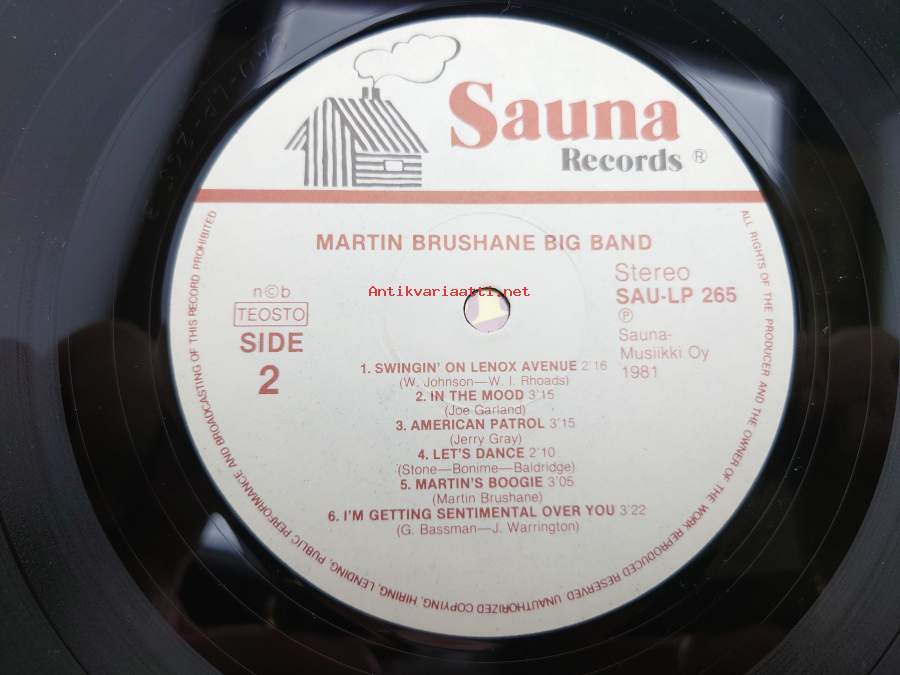 Sauna
Records ®
MARTIN BRUSHANE BIG BAND
Antikvariaatti.net
n©b
TEOSTO
SIDE
2
Stereo
SAU-LP 265
℗
Sauna-
Musiikki Oy
1981
1. SWINGIN' ON LENOX AVENUE 2'16
(W. Johnson—W. I. Rhoads)
2. IN THE MOOD 3'15
(Joe Garland)
3. AMERICAN PATROL 3'15
(Jerry Gray)
4. LET'S DANCE 2'10
(Stone—Bonime—Baldridge)
5. MARTIN'S BOOGIE 3'05
(Martin Brushane)
6. I'M GETTING SENTIMENTAL OVER YOU 3'22
(G. Bassman—J. Warrington)
ALL RIGHTS OF THE PRODUCER AND THE OWNER OF THE WORK REPRODUCED RESERVED. UNAUTHORIZED COPYING, HIRING, LENDING, PUBLIC PERFORMANCE AND BROADCASTING OF THIS RECORD PROHIBITED